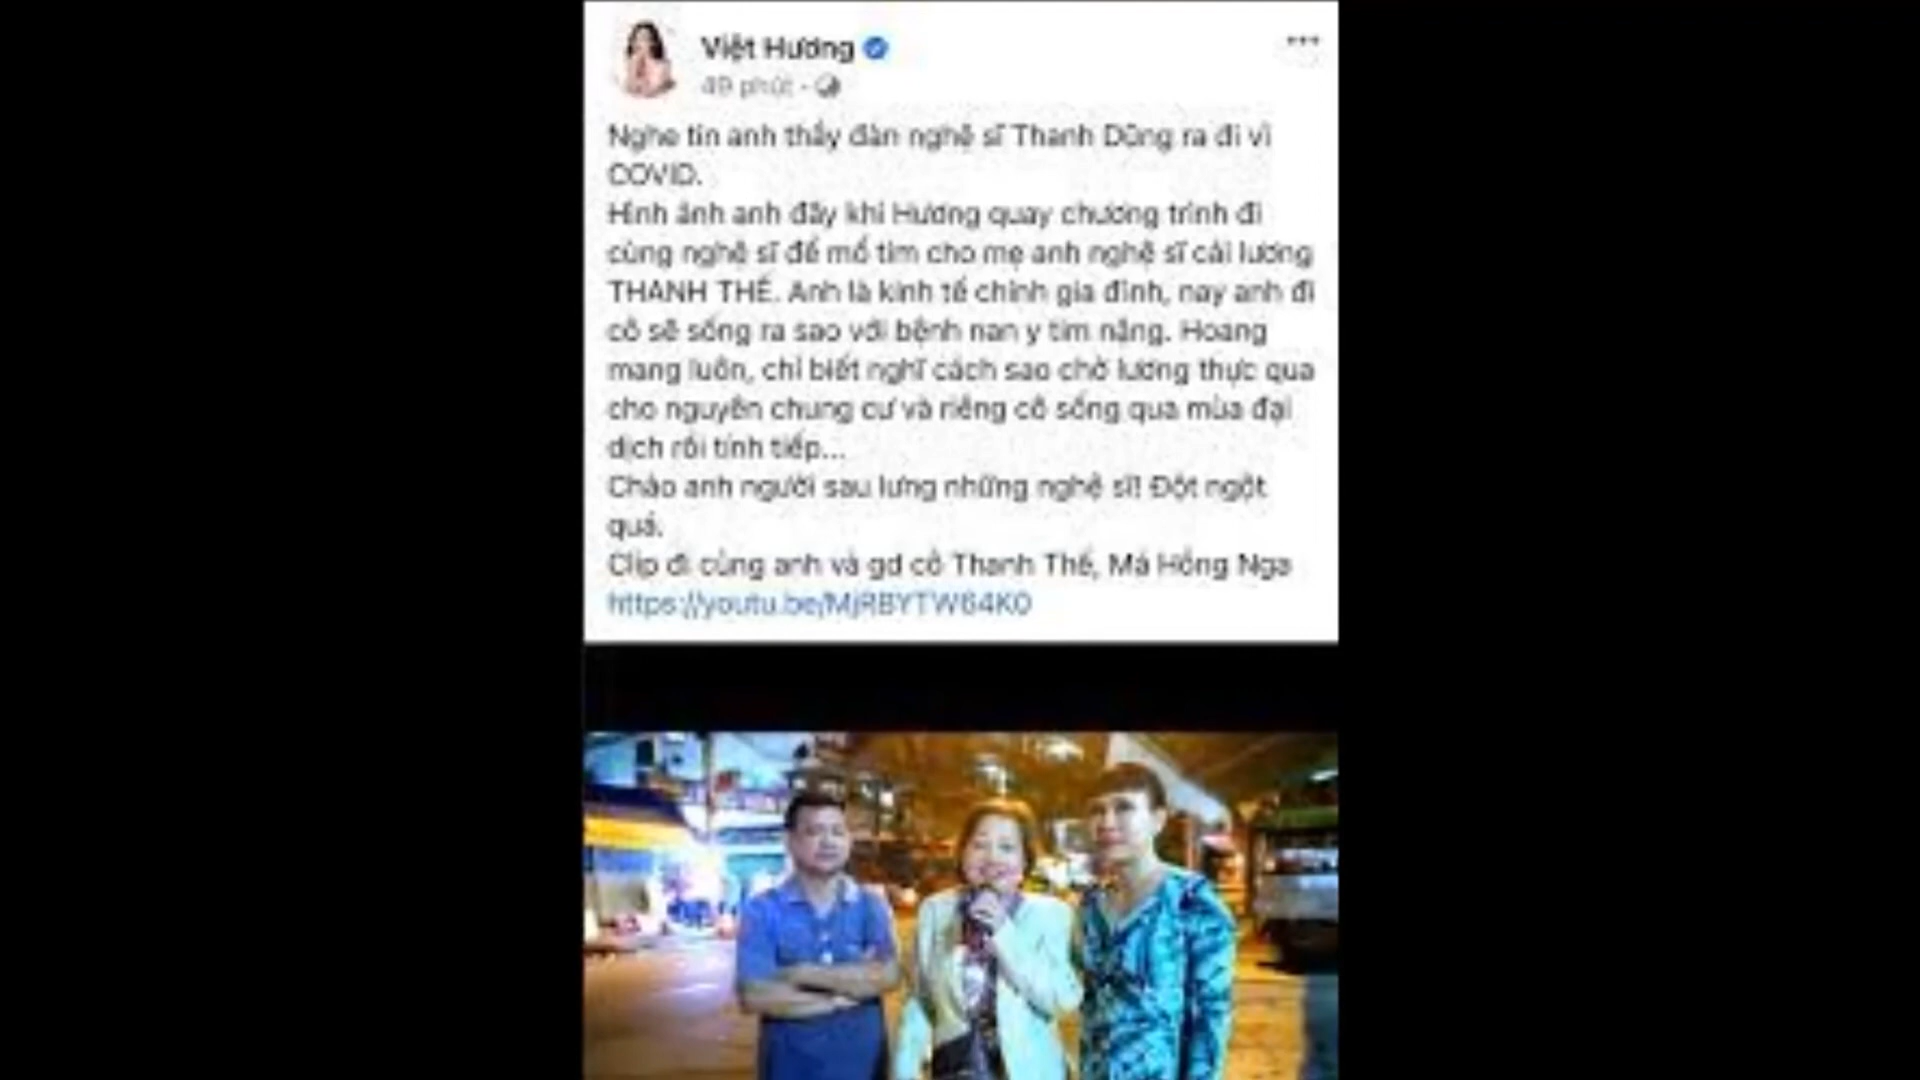 Việt Hương
49 phút
Nghe tin anh thầy đàn nghệ sĩ Thanh Dũng ra đi vì
COVID.
Hình ảnh anh đây khi Hương quay chương trình đi
cùng nghệ sĩ để mổ tim cho mẹ anh nghệ sĩ cải lương
THANH THẾ. Anh là kinh tế chính gia đình, nay anh đi
cô sẽ sống ra sao với bệnh nan y tim nặng. Hoang
mang luôn, chỉ biết nghĩ cách sao chở lương thực qua
cho nguyên chung cư và riêng cô sống qua mùa đại
dịch rồi tính tiếp...
Chào anh người sau lưng những nghệ sĩ! Đột ngột
quá.
Clip đi cùng anh và gđ cô Thanh Thế, Má Hồng Nga
https://youtu.be/MjRBYTW64K0